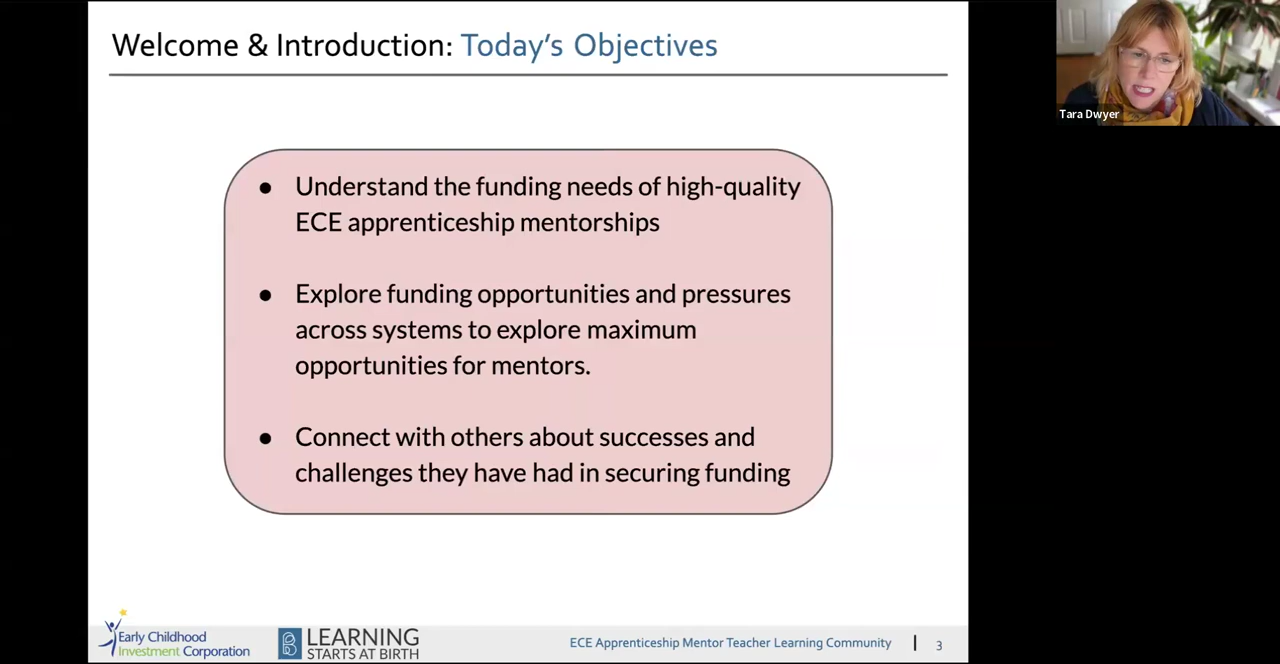 Welcome & Introduction: Today's Objectives
Tara Dwyer
● Understand the funding needs of high-quality
ECE apprenticeship mentorships
● Explore funding opportunities and pressures
across systems to explore maximum
opportunities for mentors.
● Connect with others about successes and
challenges they have had in securing funding
Early Childhood
Investment Corporation
LEARNING
STARTS AT BIRTH
ECE Apprenticeship Mentor Teacher Learning Community | 3